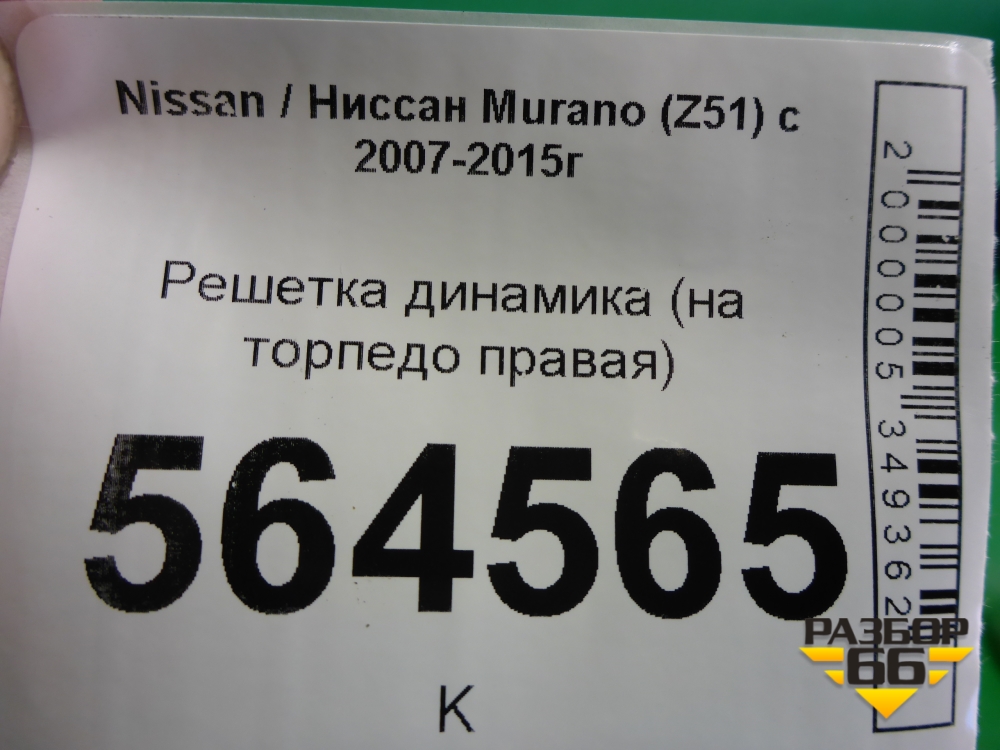 Nissan / Ниссан Murano (Z51) с
2007-2015г
Решетка динамика (на
торпедо правая)
564565
К
2000005349362
РАЗБОР
66